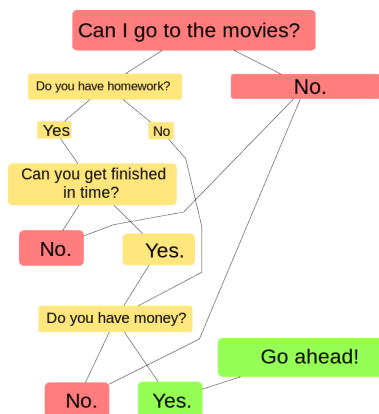 Can I go to the movies?
Do you have homework?
No.
Yes
No
Can you get finished
in time?
No.
Yes.
Do you have money?
Go ahead!
No.
Yes.